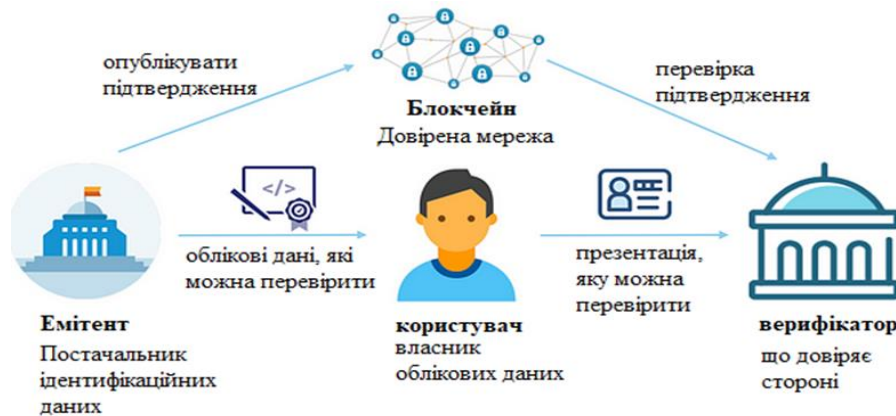 опублікувати
підтвердження
Блокчейн
Довірена мережа
перевірка
підтвердження
</>
облікові дані, які
можна перевірити
презентація,
яку можна
перевірити
Емітент
Постачальник
ідентифікаційних
даних
користувач
власник
облікових даних
верифікатор
що довіряє
стороні